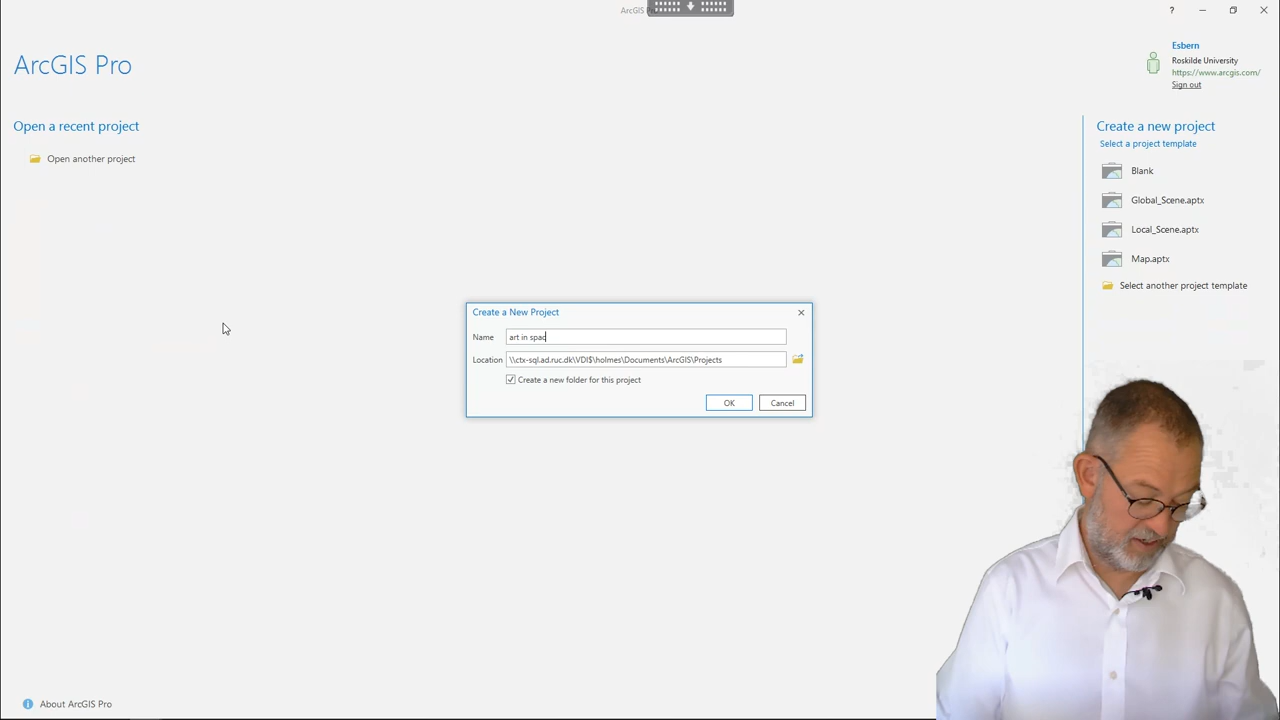 ArcGIS
?
ArcGIS Pro
Esbern
Roskilde University
https://www.arcgis.com/
Sign out
Open a recent project
Open another project
Create a new project
Select a project template
Blank
Global_Scene.aptx
Local_Scene.aptx
Map.aptx
Select another project template
Create a New Project
Name art in spac
Location \\ctx-sql.ad.ruc.dk\VDI$\holmes\Documents\ArcGIS\Projects
Create a new folder for this project
OK Cancel
About ArcGIS Pro